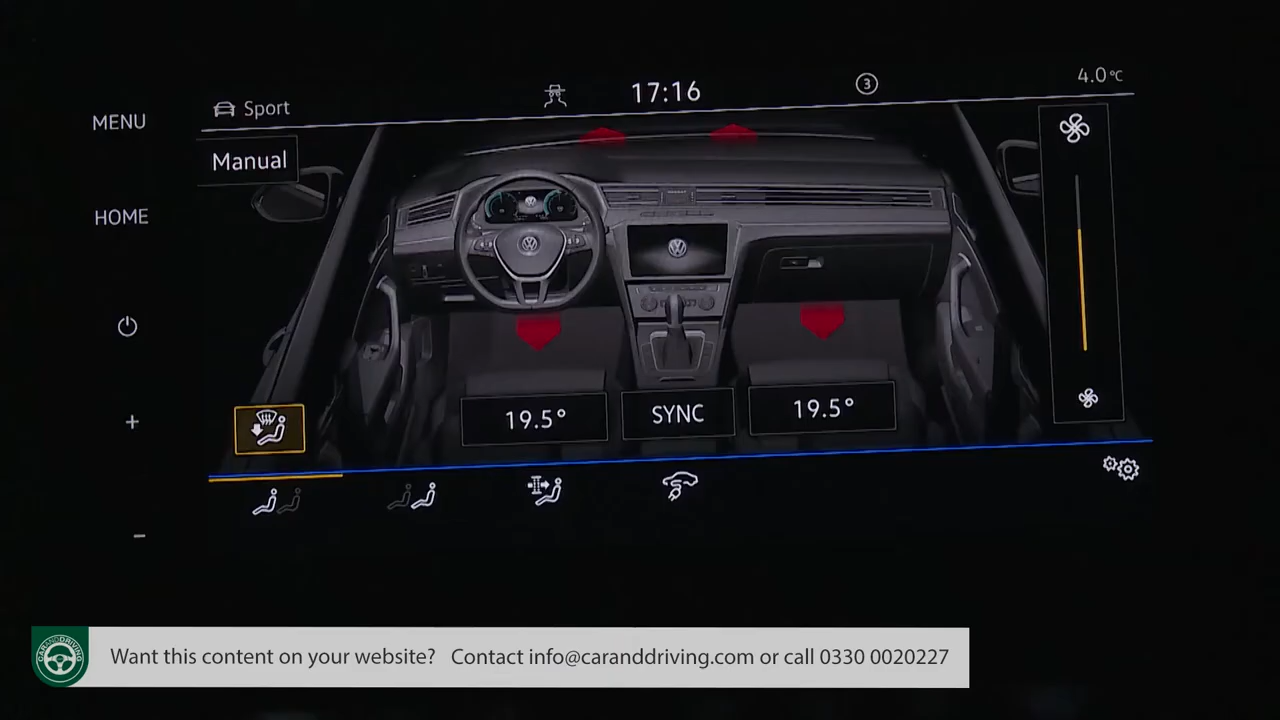 MENU
HOME
Sport
17:16
3
4.0°C
Manual
19.5°
SYNC
19.5°
CARANDDRIVING
Want this content on your website? Contact info@caranddriving.com or call 0330 0020227